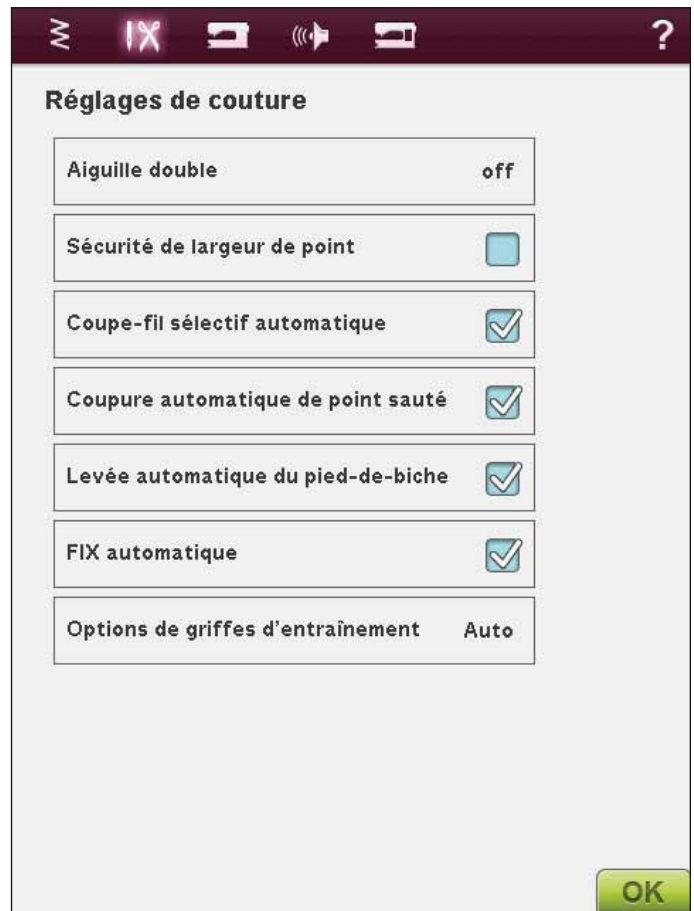 ?
Réglages de couture
Aiguille double off
Sécurité de largeur de point
Coupe-fil sélectif automatique
Coupure automatique de point sauté
Levée automatique du pied-de-biche
FIX automatique
Options de griffes d'entraînement Auto
OK